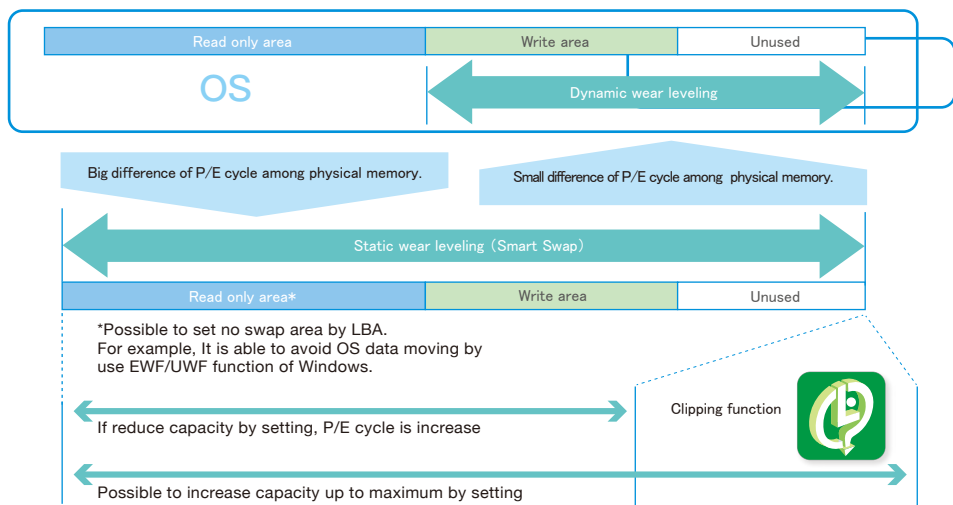 Read only area
Write area
Unused
OS
Dynamic wear leveling
Big difference of P/E cycle among physical memory.
Small difference of P/E cycle among physical memory.
Static wear leveling (Smart Swap)
Read only area*
Write area
Unused
*Possible to set no swap area by LBA.
For example, It is able to avoid OS data moving by
use EWF/UWF function of Windows.
Clipping function
If reduce capacity by setting, P/E cycle is increase
Possible to increase capacity up to maximum by setting